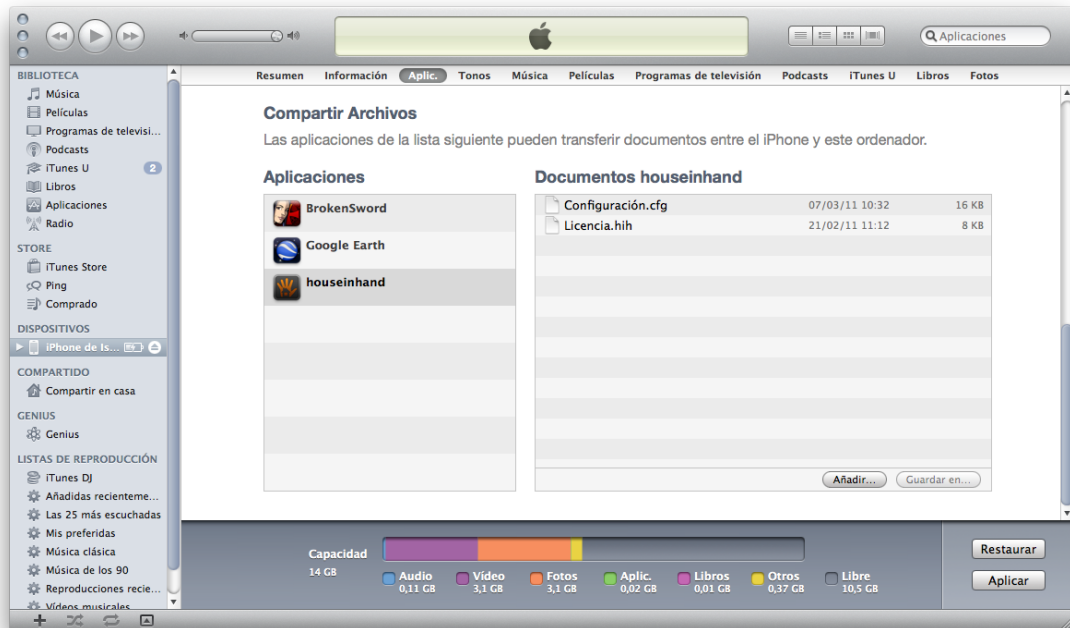 Aplicaciones
BIBLIOTECA
Música
Películas
Programas de televisi...
Podcasts
iTunes U 2
Libros
Aplicaciones
Radio
STORE
iTunes Store
Ping
Comprado
DISPOSITIVOS
iPhone de Is...
COMPARTIDO
Compartir en casa
GENIUS
Genius
LISTAS DE REPRODUCCIÓN
iTunes DJ
Añadidas recienteme...
Las 25 más escuchadas
Mis preferidas
Música clásica
Música de los 90
Reproducciones recie...
Vídeos musicales
Resumen Información Aplic. Tonos Música Películas Programas de televisión Podcasts iTunes U Libros Fotos
Compartir Archivos
Las aplicaciones de la lista siguiente pueden transferir documentos entre el iPhone y este ordenador.
Aplicaciones
BrokenSword
Google Earth
houseinhand
Documentos houseinhand
Configuración.cfg 07/03/11 10:32 16 KB
Licencia.hih 21/02/11 11:12 8 KB
Añadir... Guardar en...
Capacidad
14 GB
Audio
0,11 GB
Vídeo
3,1 GB
Fotos
3,1 GB
Aplic.
0,02 GB
Libros
0,01 GB
Otros
0,37 GB
Libre
10,5 GB
Restaurar
Aplicar